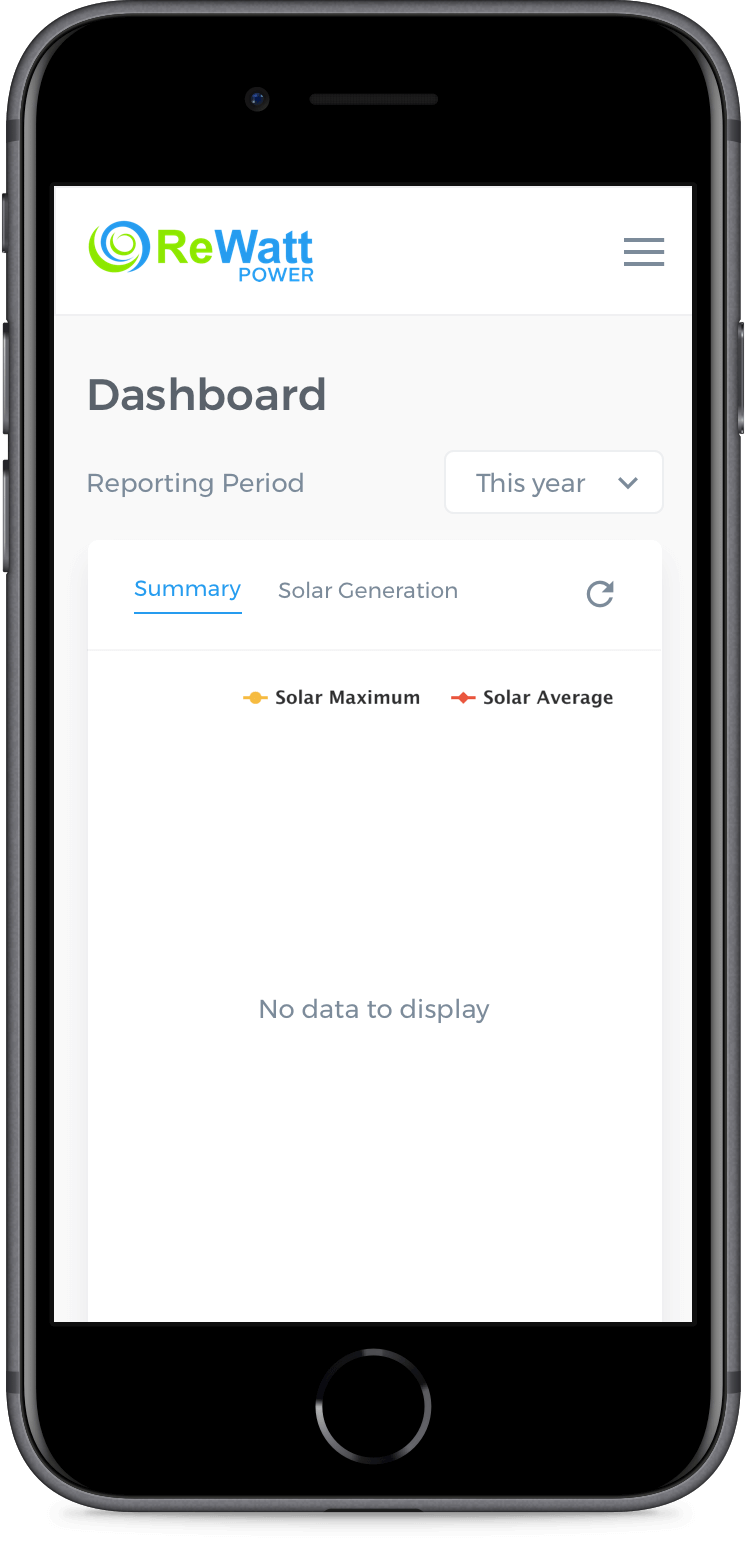 ReWatt
POWER
Dashboard
Reporting Period This year
Summary Solar Generation
Solar Maximum Solar Average
No data to display